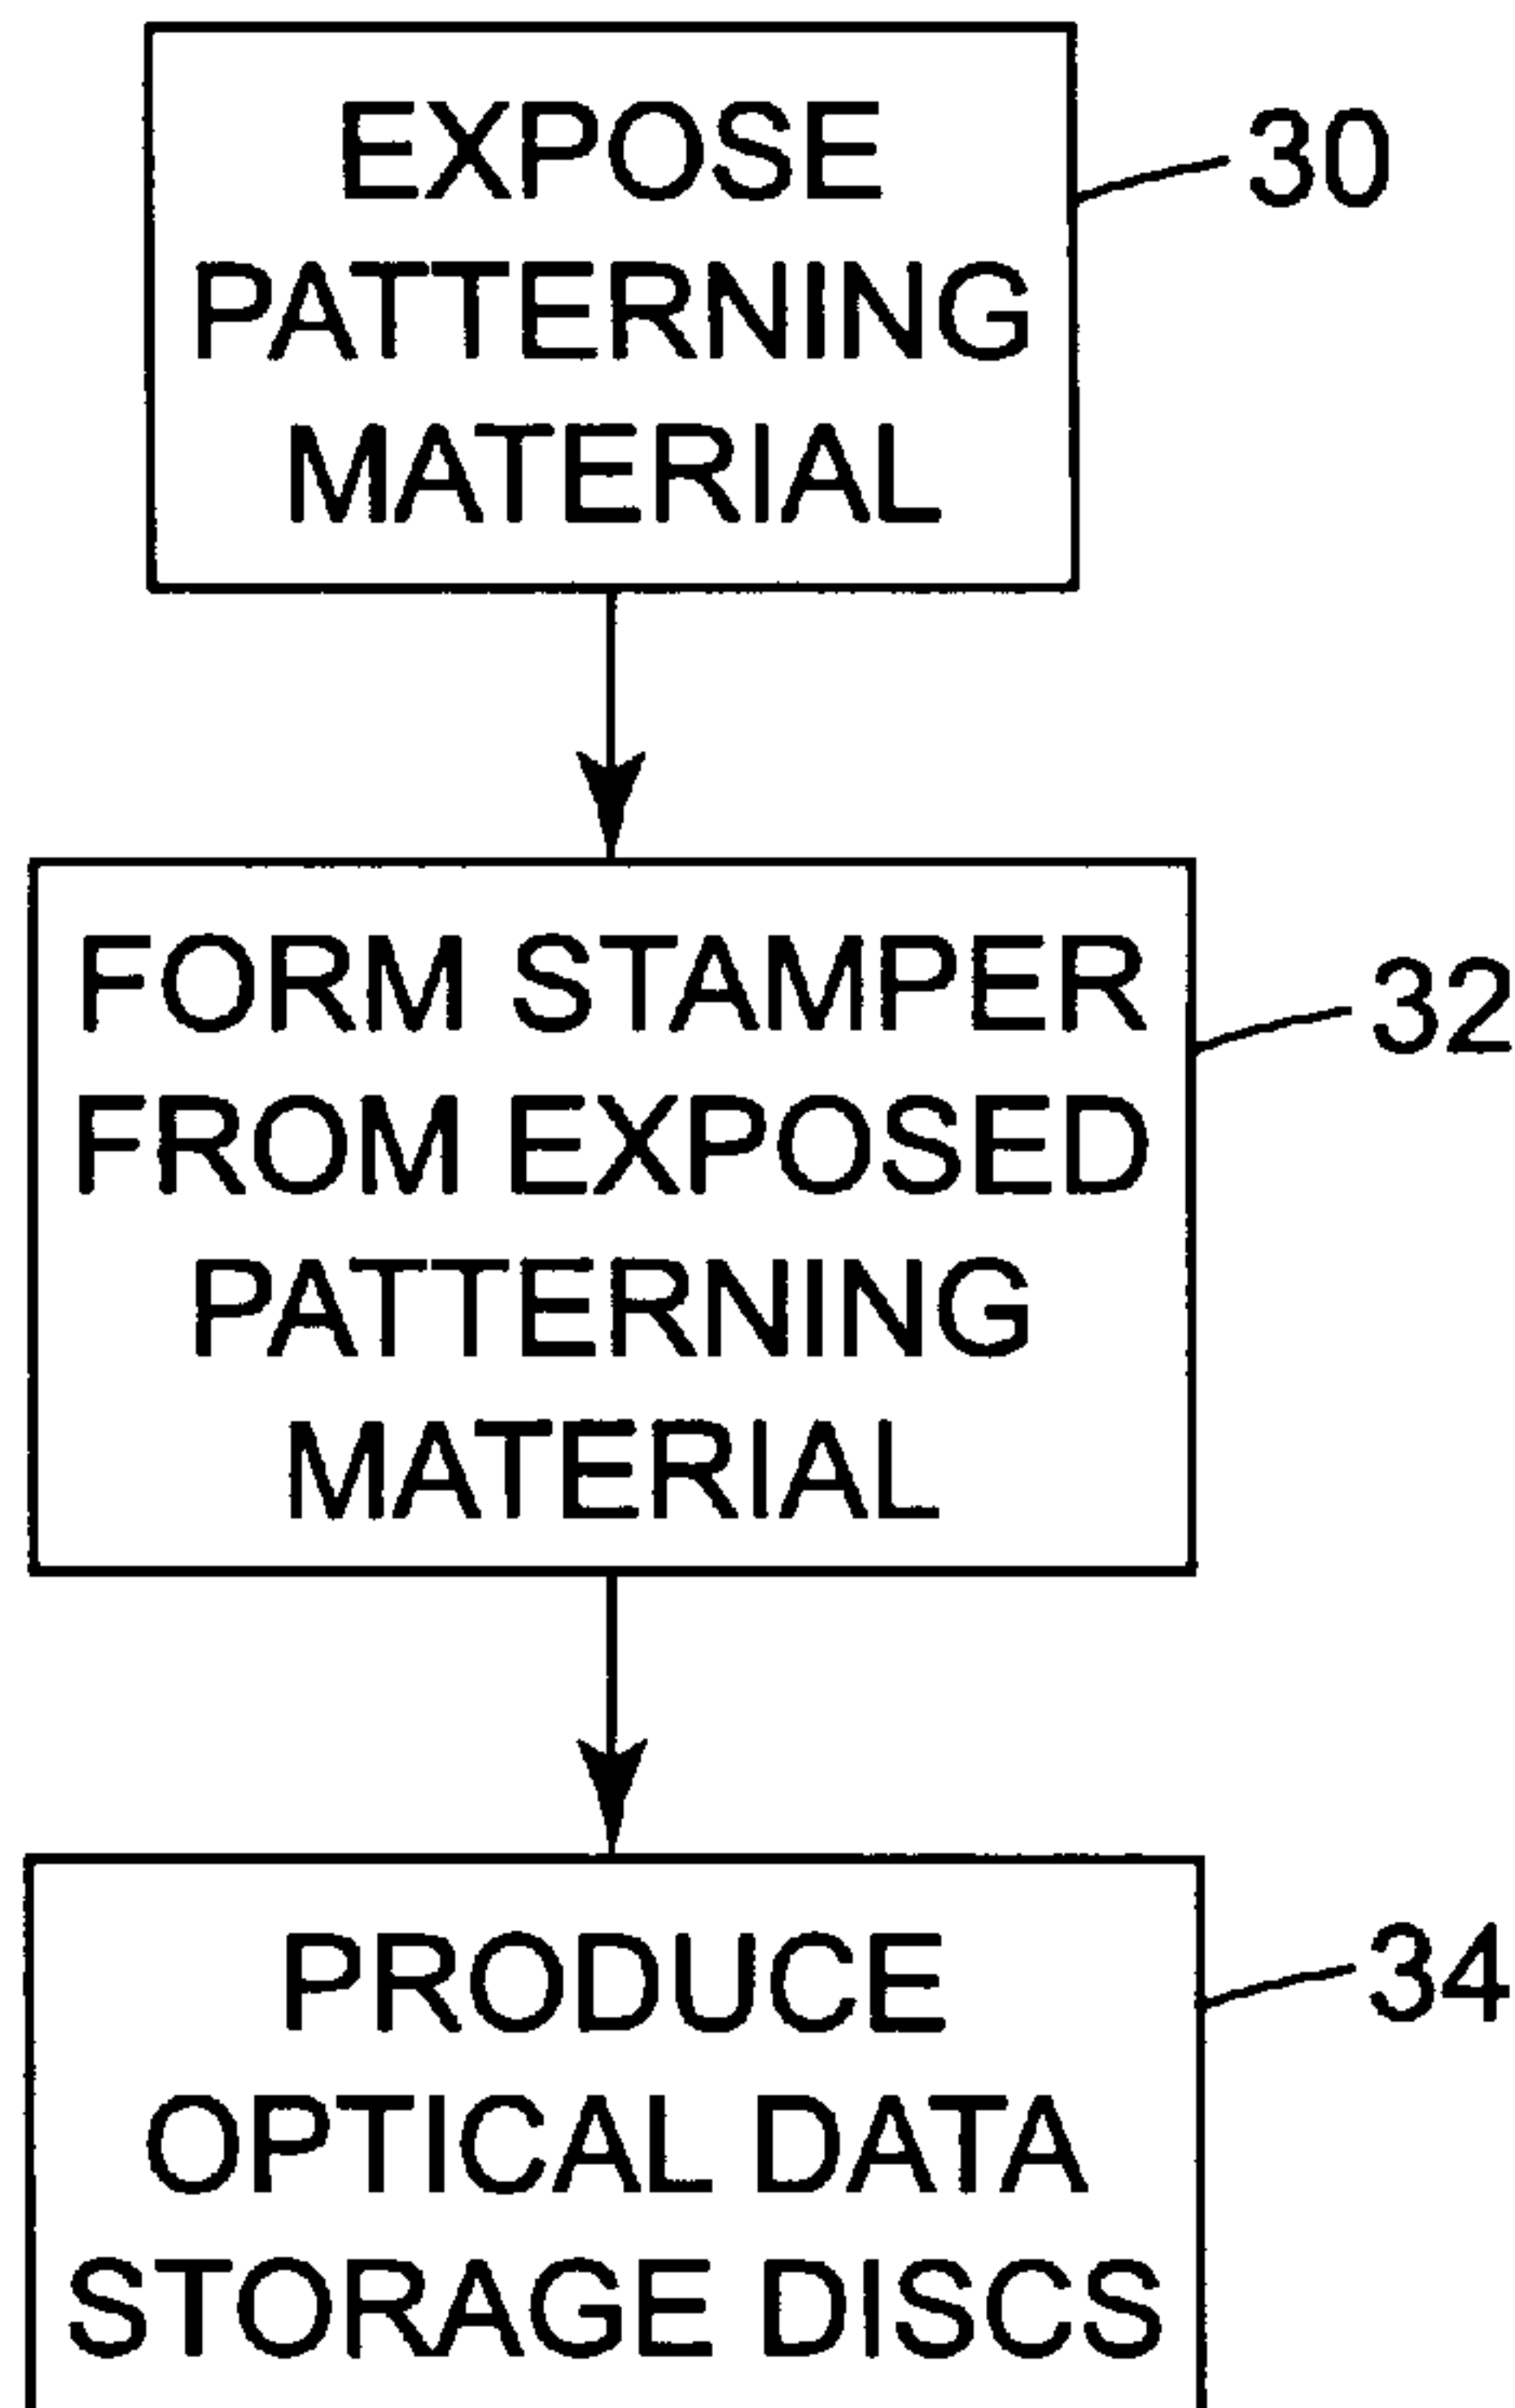 EXPOSE
PATTERNING
MATERIAL
30
FORM STAMPER
FROM EXPOSED
PATTERNING
MATERIAL
32
PRODUCE
OPTICAL DATA
STORAGE DISCS
34